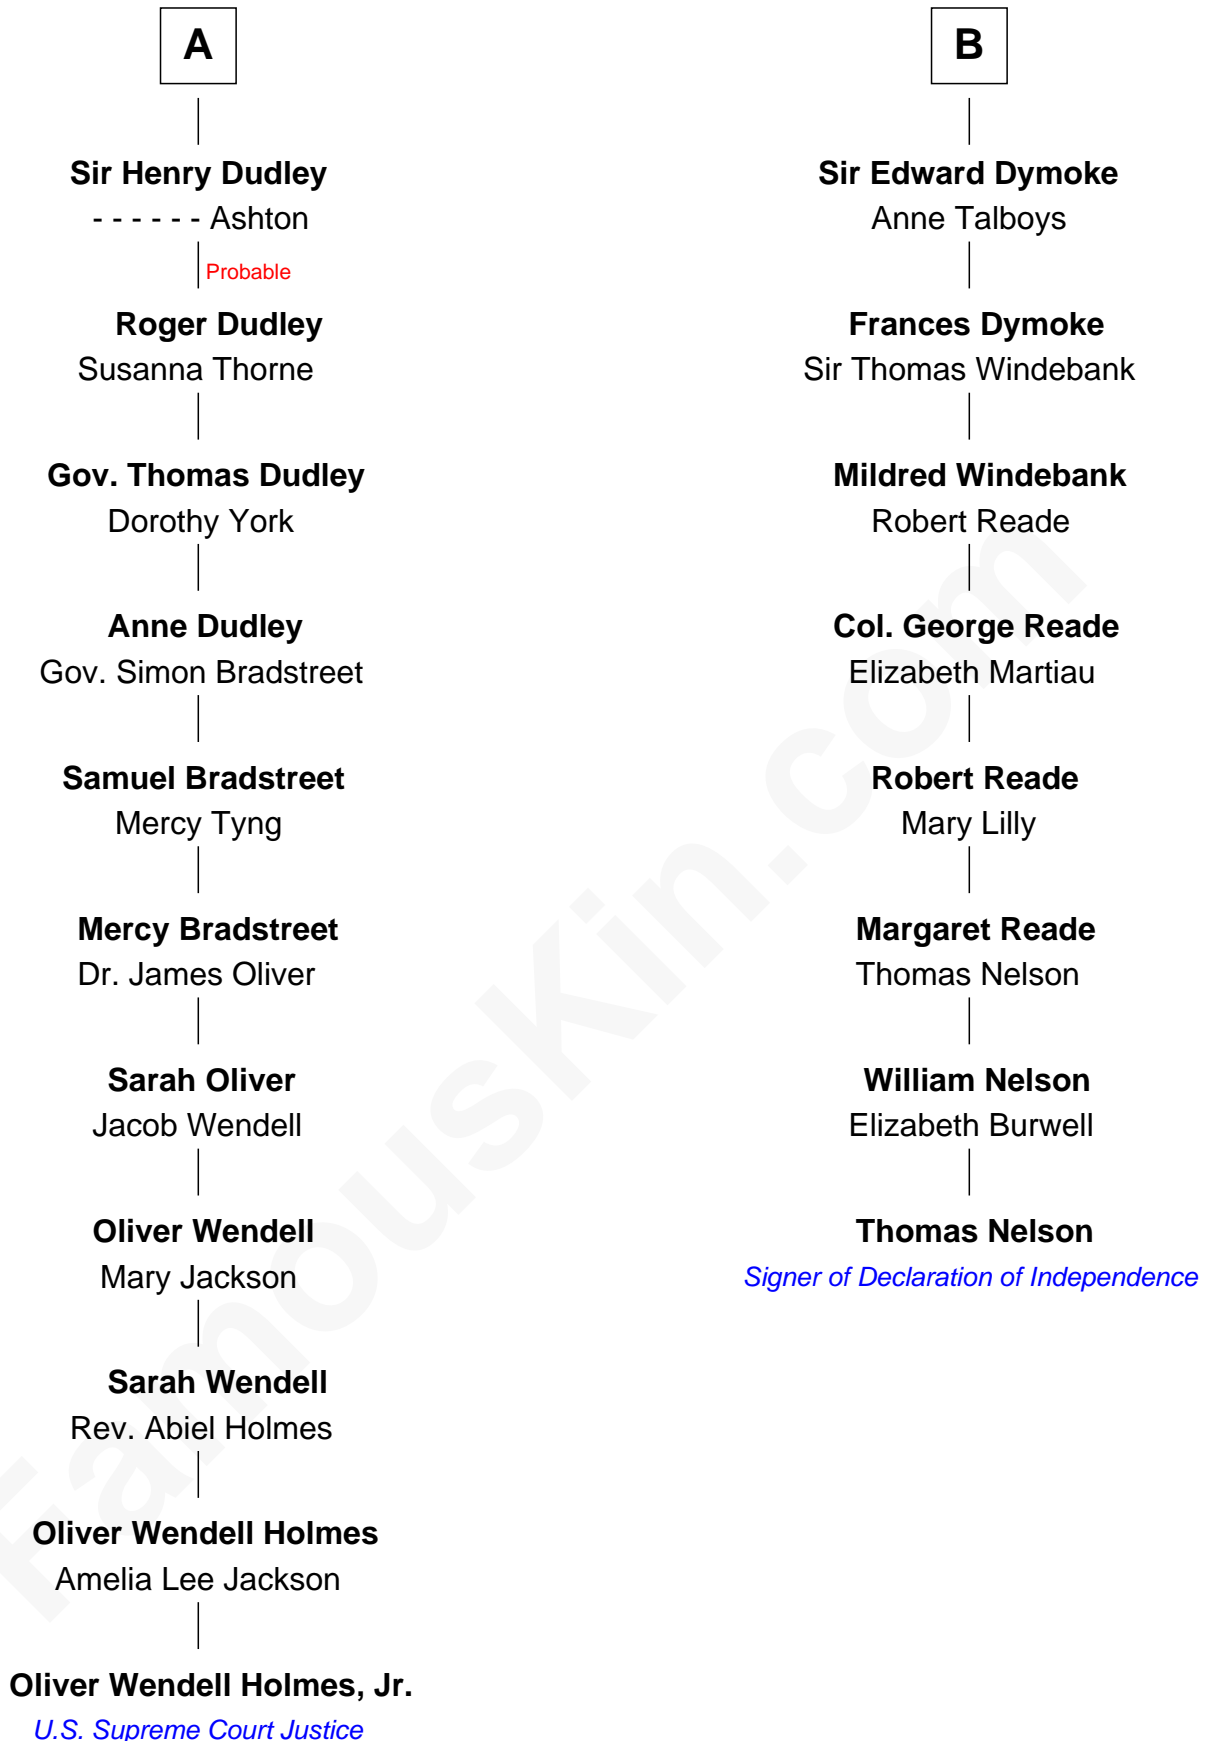 A
Sir Henry Dudley
- - - - - - Ashton
Probable
Roger Dudley
Susanna Thorne
Gov. Thomas Dudley
Dorothy York
Anne Dudley
Gov. Simon Bradstreet
Samuel Bradstreet
Mercy Tyng
Mercy Bradstreet
Dr. James Oliver
Sarah Oliver
Jacob Wendell
Oliver Wendell
Mary Jackson
Sarah Wendell
Rev. Abiel Holmes
Oliver Wendell Holmes
Amelia Lee Jackson
Oliver Wendell Holmes, Jr.
U.S. Supreme Court Justice
B
Sir Edward Dymoke
Anne Talboys
Frances Dymoke
Sir Thomas Windebank
Mildred Windebank
Robert Reade
Col. George Reade
Elizabeth Martiau
Robert Reade
Mary Lilly
Margaret Reade
Thomas Nelson
William Nelson
Elizabeth Burwell
Thomas Nelson
Signer of Declaration of Independence
FamousKin.com